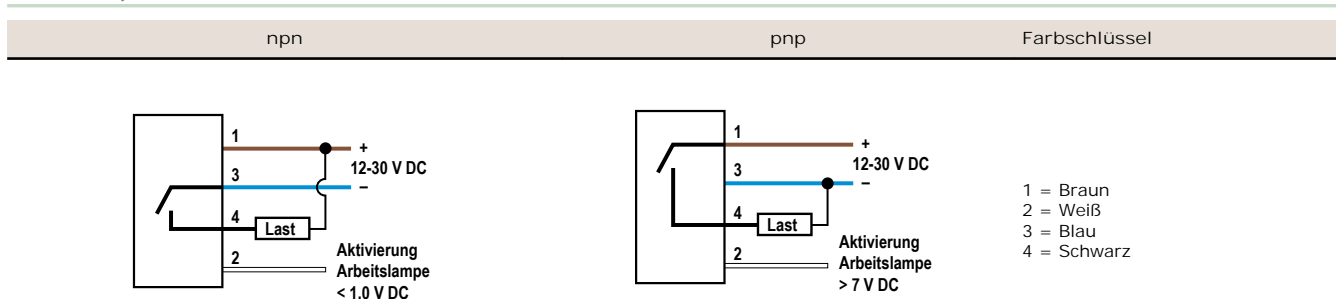 npn pnp Farbschlüssel
1
+
12-30 V DC
3
–
4
Last
2
Aktivierung
Arbeitslampe
< 1.0 V DC
1
+
12-30 V DC
3
–
4
Last
2
Aktivierung
Arbeitslampe
> 7 V DC
1 = Braun
2 = Weiß
3 = Blau
4 = Schwarz